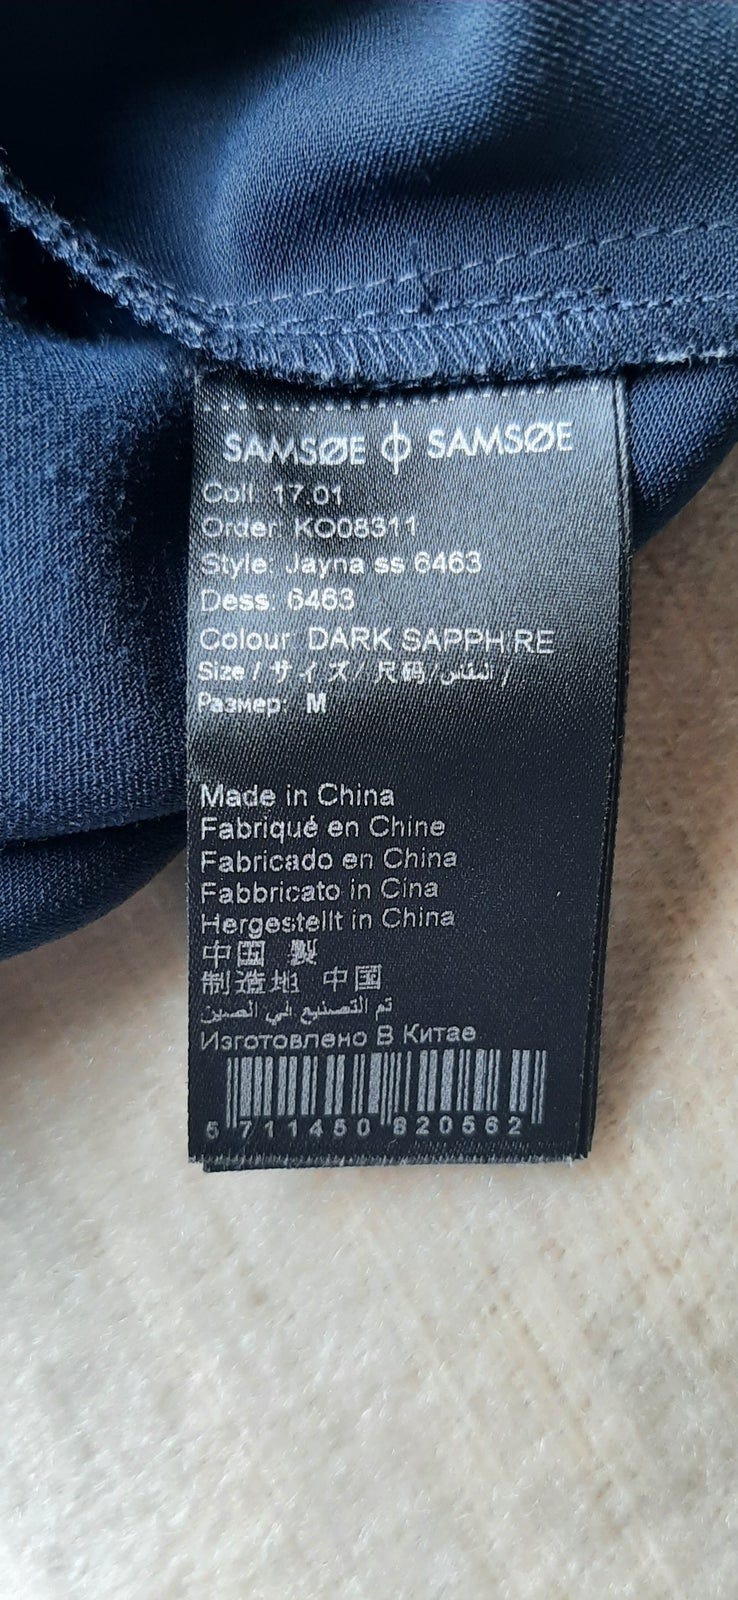 SAMSØE ϕ SAMSØE
Coll. 17 01
Order: KO08311
Style: Jayna ss 6463
Dess. 6463
Colour: DARK SAPPHIRE
Size / サイズ / 尺码 / المقاس /
Размер: M
Made in China
Fabriqué en Chine
Fabricado en China
Fabbricato in Cina
Hergestellt in China
中国 製
制造地 中国
تم التصنيع في الصين
Изготовлено В Китае
5 711450 820562